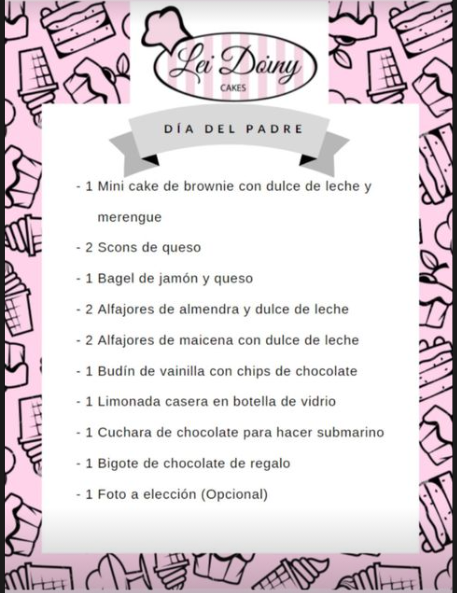 Lei Doiny
CAKES
DÍA DEL PADRE
- 1 Mini cake de brownie con dulce de leche y
merengue
- 2 Scons de queso
- 1 Bagel de jamón y queso
- 2 Alfajores de almendra y dulce de leche
- 2 Alfajores de maicena con dulce de leche
- 1 Budín de vainilla con chips de chocolate
- 1 Limonada casera en botella de vidrio
- 1 Cuchara de chocolate para hacer submarino
- 1 Bigote de chocolate de regalo
- 1 Foto a elección (Opcional)